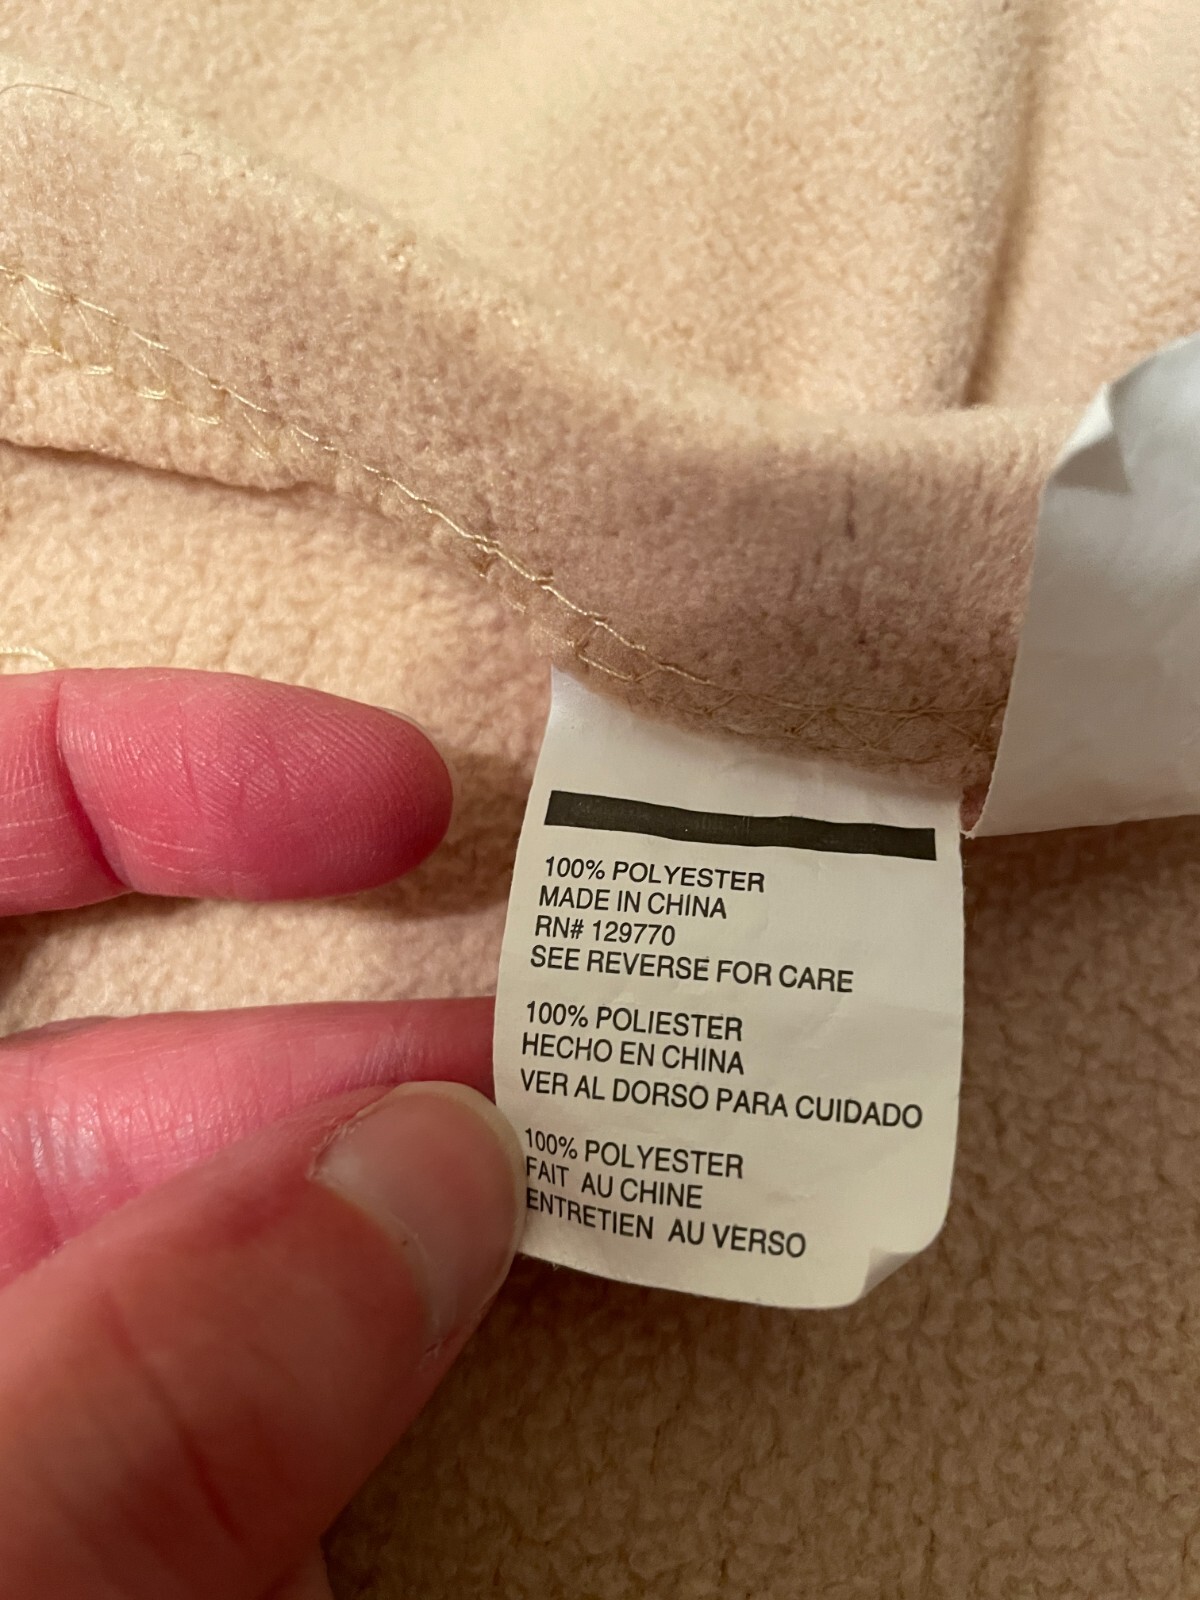 100% POLYESTER
MADE IN CHINA
RN# 129770
SEE REVERSE FOR CARE
100% POLIESTER
HECHO EN CHINA
VER AL DORSO PARA CUIDADO
100% POLYESTER
FAIT AU CHINE
ENTRETIEN AU VERSO